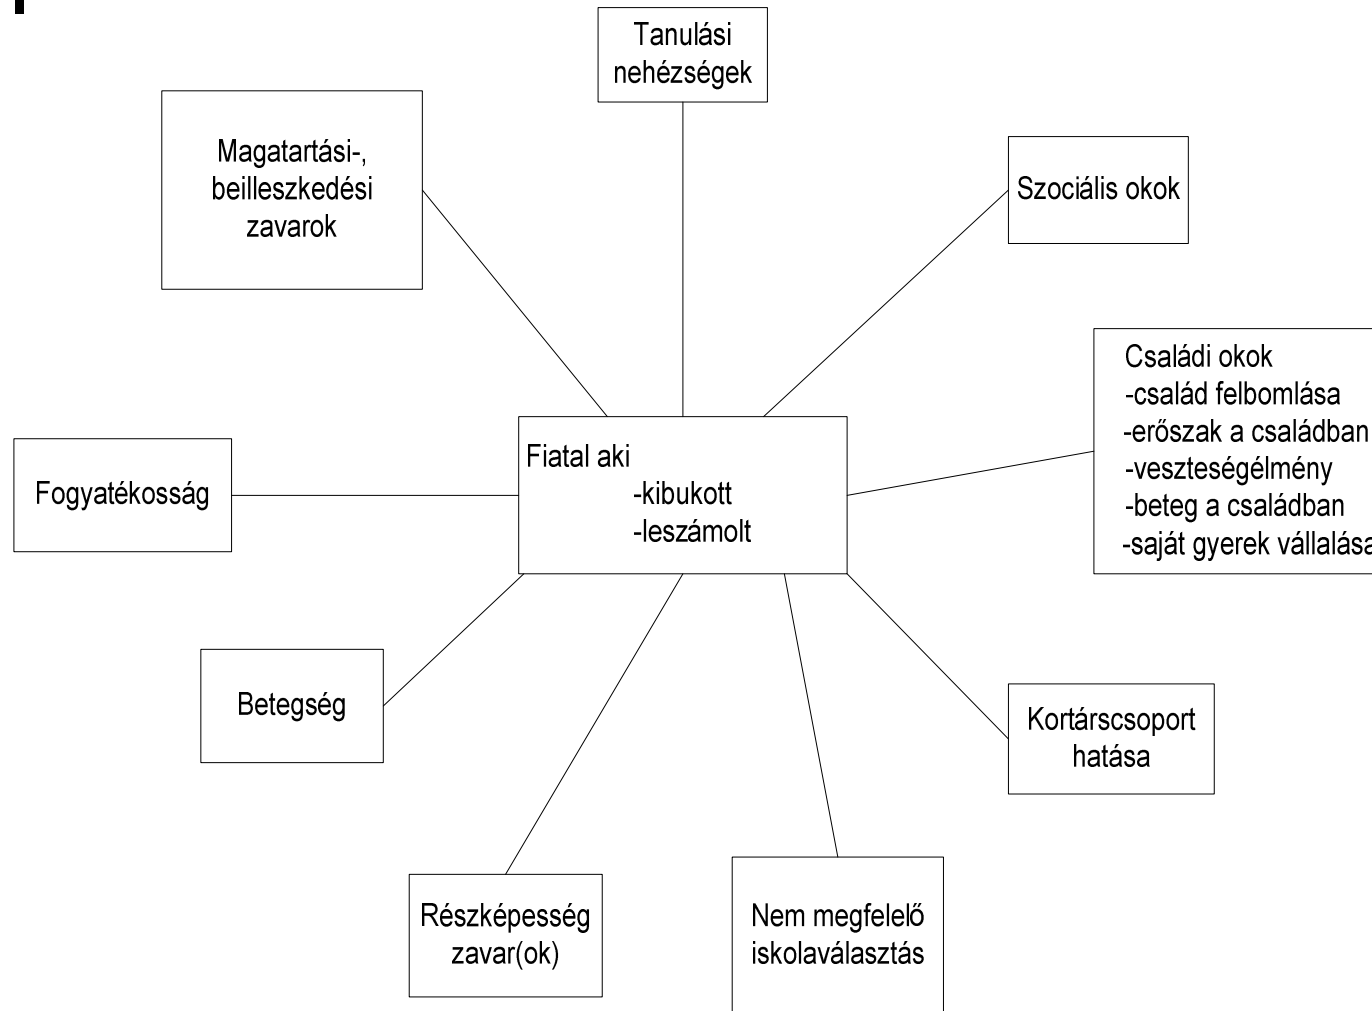 Tanulási
nehézségek
Magatartási-,
beilleszkedési
zavarok
Szociális okok
Családi okok
-család felbomlása
-erőszak a családban
-veszteségélmény
-beteg a családban
-saját gyerek vállalása
Fiatal aki
-kibukott
-leszámolt
Fogyatékosság
Betegség
Kortárscsoport
hatása
Részképesség
zavar(ok)
Nem megfelelő
iskolaválasztás